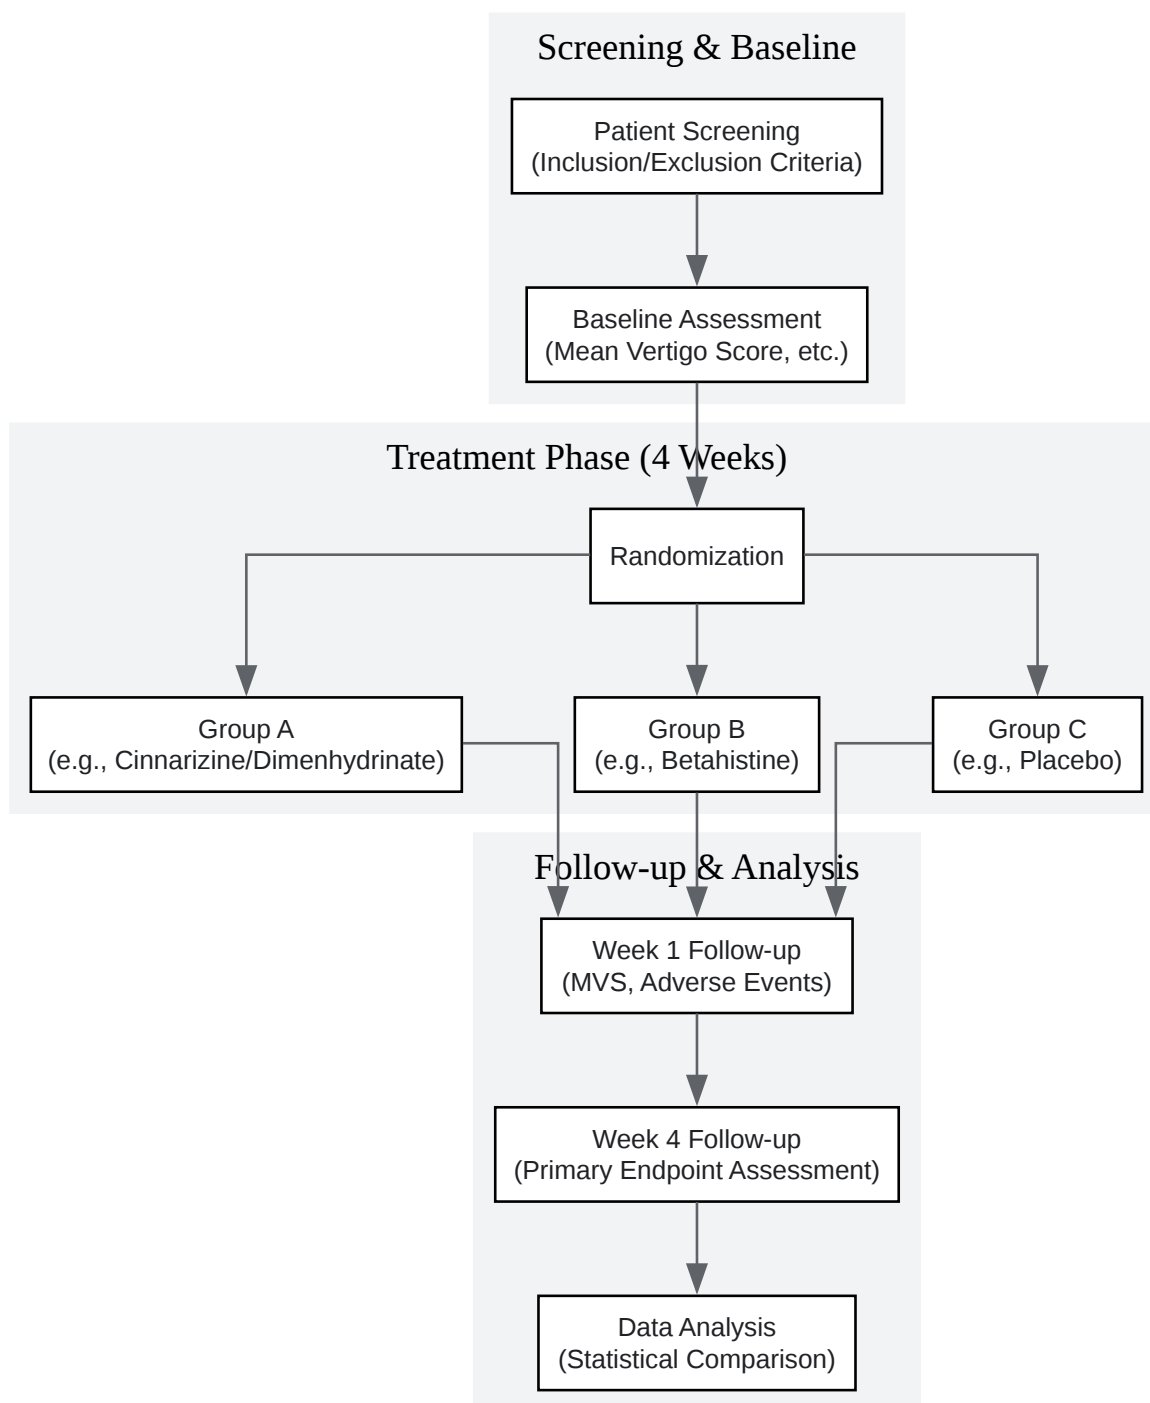 Screening & Baseline
Patient Screening
(Inclusion/Exclusion Criteria)
Baseline Assessment
(Mean Vertigo Score, etc.)
Treatment Phase (4 Weeks)
Randomization
Group A
(e.g., Cinnarizine/Dimenhydrinate)
Group B
(e.g., Betahistine)
Group C
(e.g., Placebo)
Follow-up & Analysis
Week 1 Follow-up
(MVS, Adverse Events)
Week 4 Follow-up
(Primary Endpoint Assessment)
Data Analysis
(Statistical Comparison)